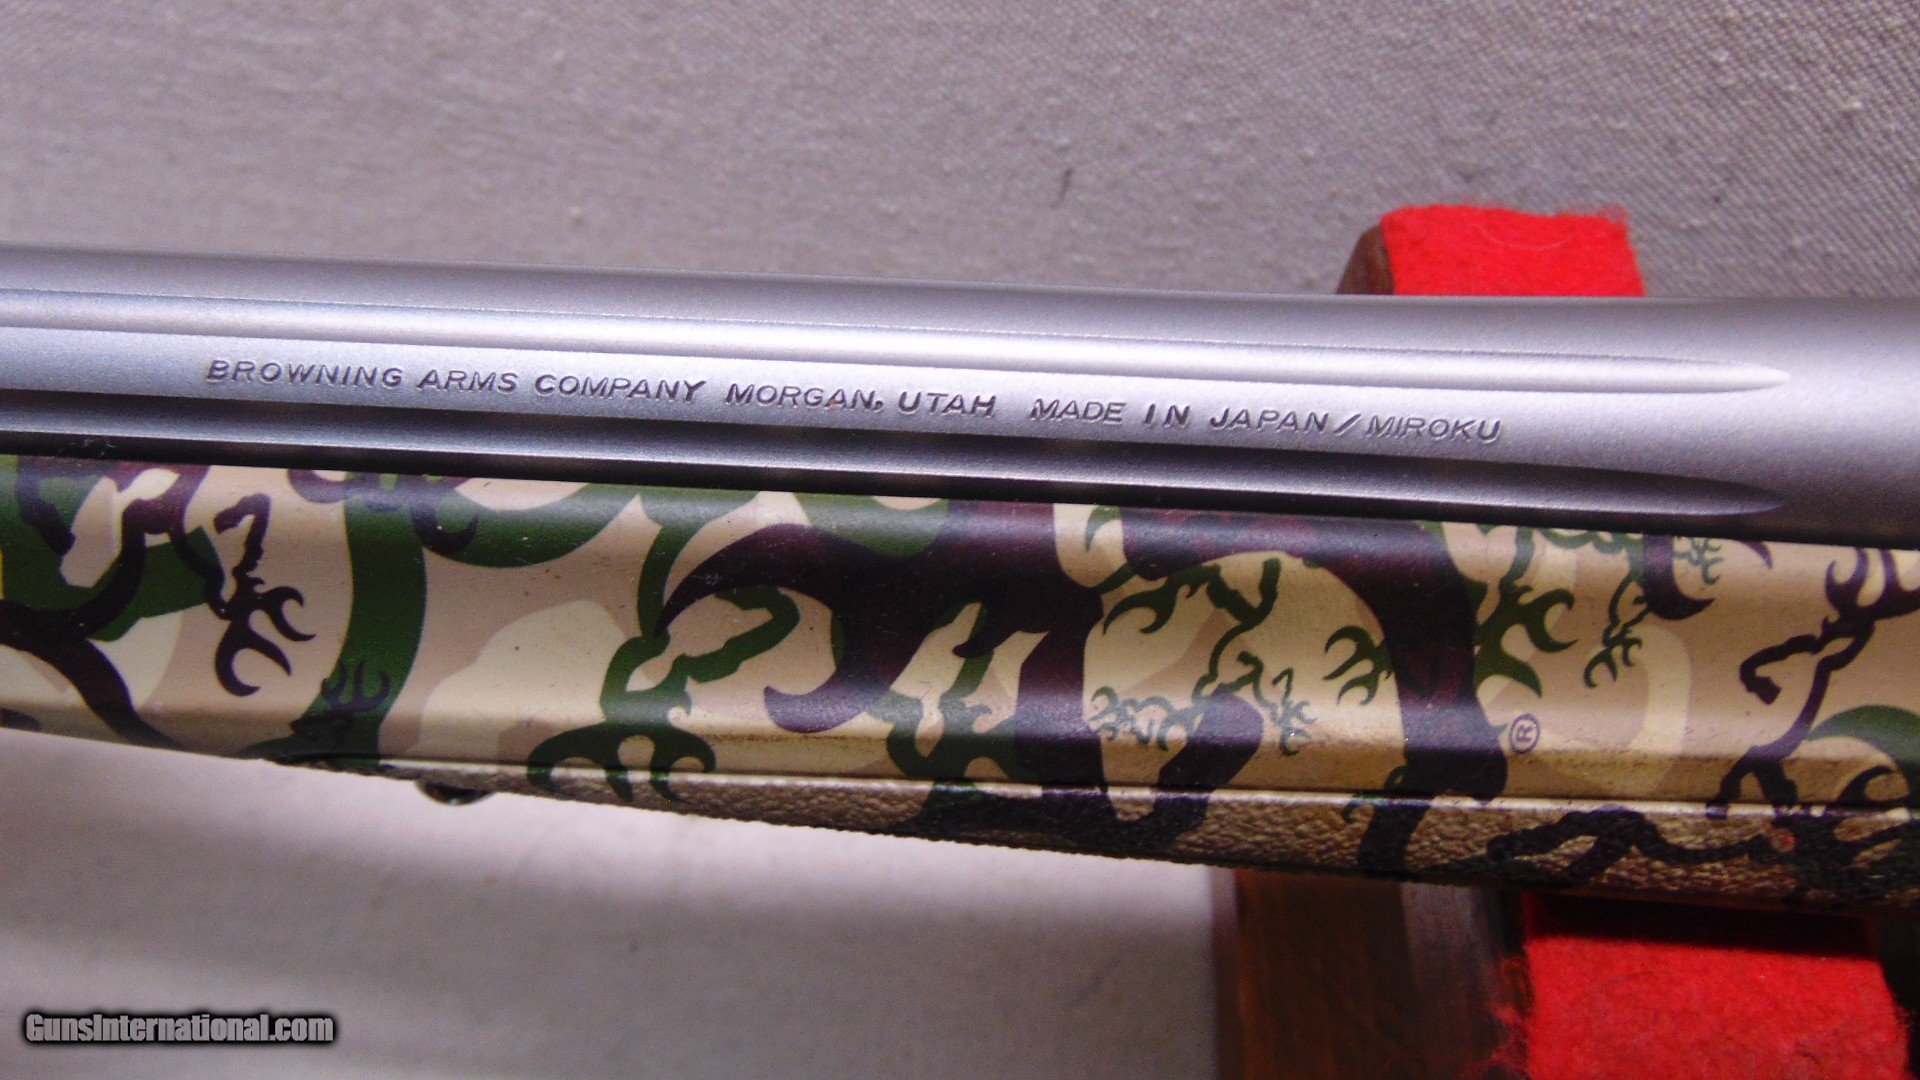 BROWNING ARMS COMPANY MORGAN, UTAH. MADE IN JAPAN/MIROKU
®
GunsInternational.com